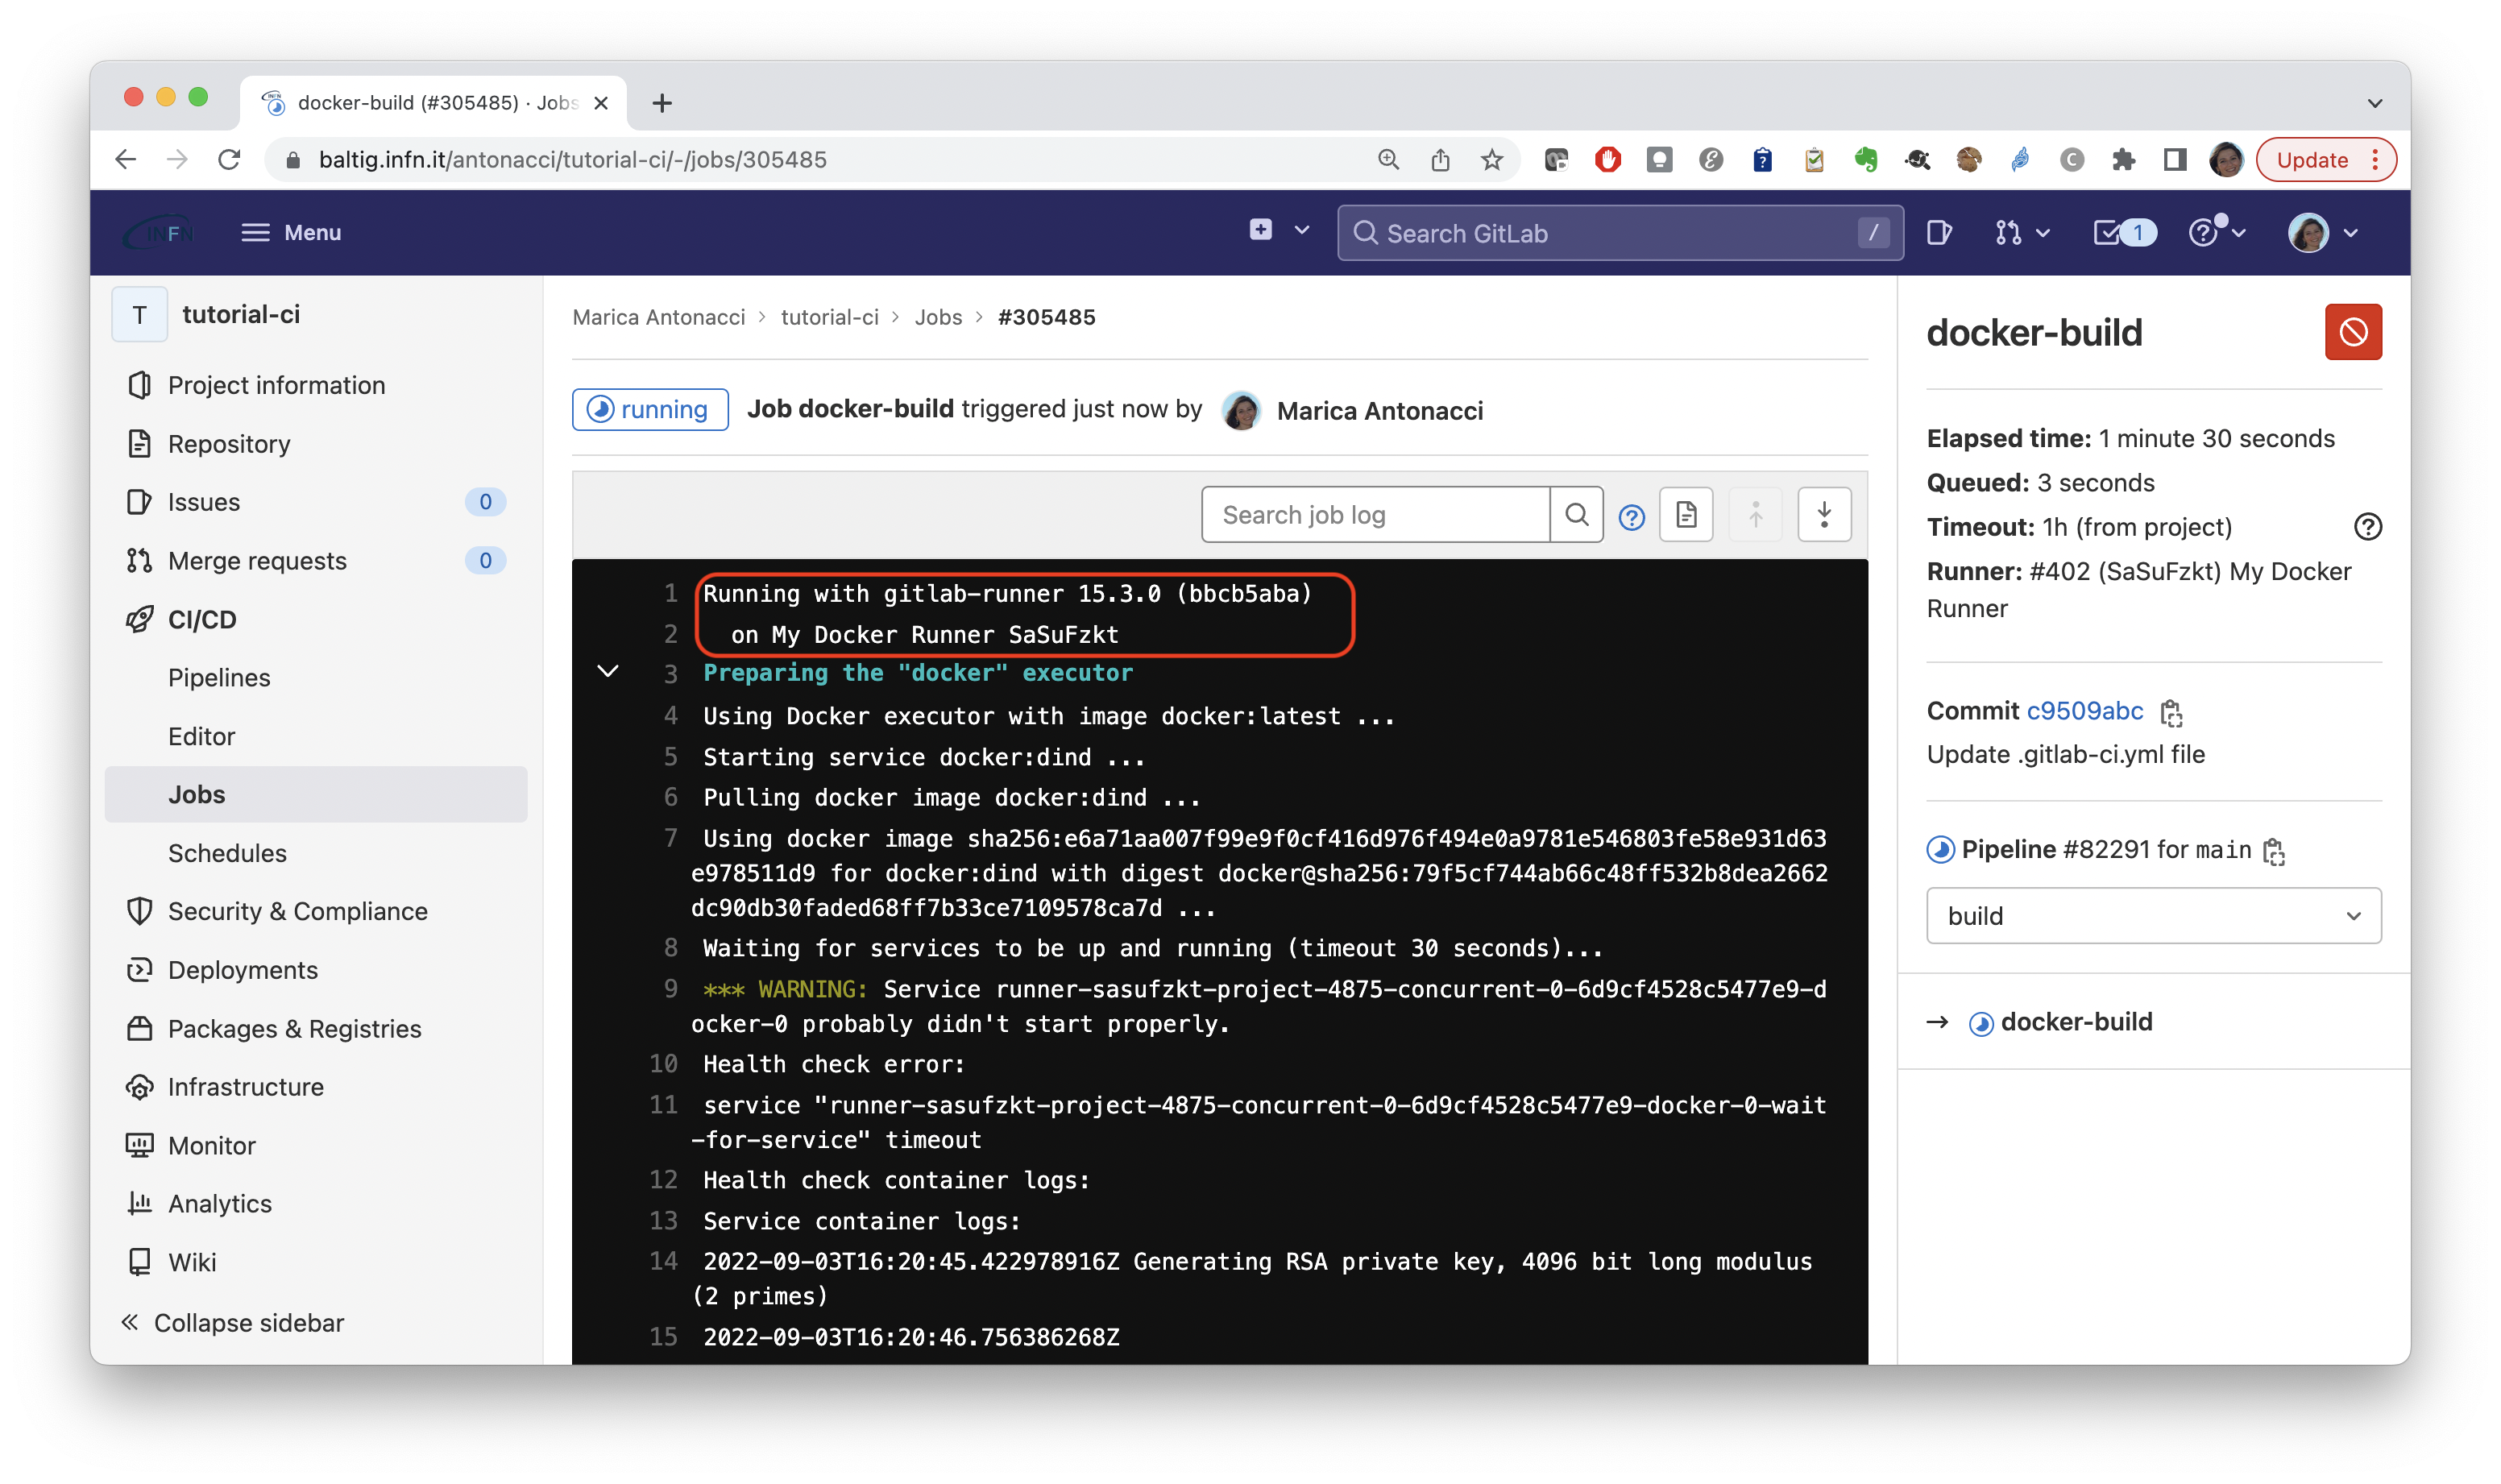 docker-build (#305485) · Jobs
baltig.infn.it/antonacci/tutorial-ci/-/jobs/305485
Update
INFN
Menu
Search GitLab
/
1
T
tutorial-ci
Project information
Repository
Issues
0
Merge requests
0
CI/CD
Pipelines
Editor
Jobs
Schedules
Security & Compliance
Deployments
Packages & Registries
Infrastructure
Monitor
Analytics
Wiki
Collapse sidebar
Marica Antonacci > tutorial-ci > Jobs > #305485
running
Job docker-build triggered just now by Marica Antonacci
Search job log
1 Running with gitlab-runner 15.3.0 (bbcb5aba)
2 on My Docker Runner SaSuFzkt
3 Preparing the "docker" executor
4 Using Docker executor with image docker:latest ...
5 Starting service docker:dind ...
6 Pulling docker image docker:dind ...
7 Using docker image sha256:e6a71aa007f99e9f0cf416d976f494e0a9781e546803fe58e931d63
e978511d9 for docker:dind with digest docker@sha256:79f5cf744ab66c48ff532b8dea2662
dc90db30faded68ff7b33ce7109578ca7d ...
8 Waiting for services to be up and running (timeout 30 seconds)...
9 *** WARNING: Service runner-sasufzkt-project-4875-concurrent-0-6d9cf4528c5477e9-d
ocker-0 probably didn't start properly.
10 Health check error:
11 service "runner-sasufzkt-project-4875-concurrent-0-6d9cf4528c5477e9-docker-0-wait
-for-service" timeout
12 Health check container logs:
13 Service container logs:
14 2022-09-03T16:20:45.422978916Z Generating RSA private key, 4096 bit long modulus
(2 primes)
15 2022-09-03T16:20:46.756386268Z
docker-build
Elapsed time: 1 minute 30 seconds
Queued: 3 seconds
Timeout: 1h (from project)
Runner: #402 (SaSuFzkt) My Docker
Runner
Commit c9509abc
Update .gitlab-ci.yml file
Pipeline #82291 for main
build
docker-build